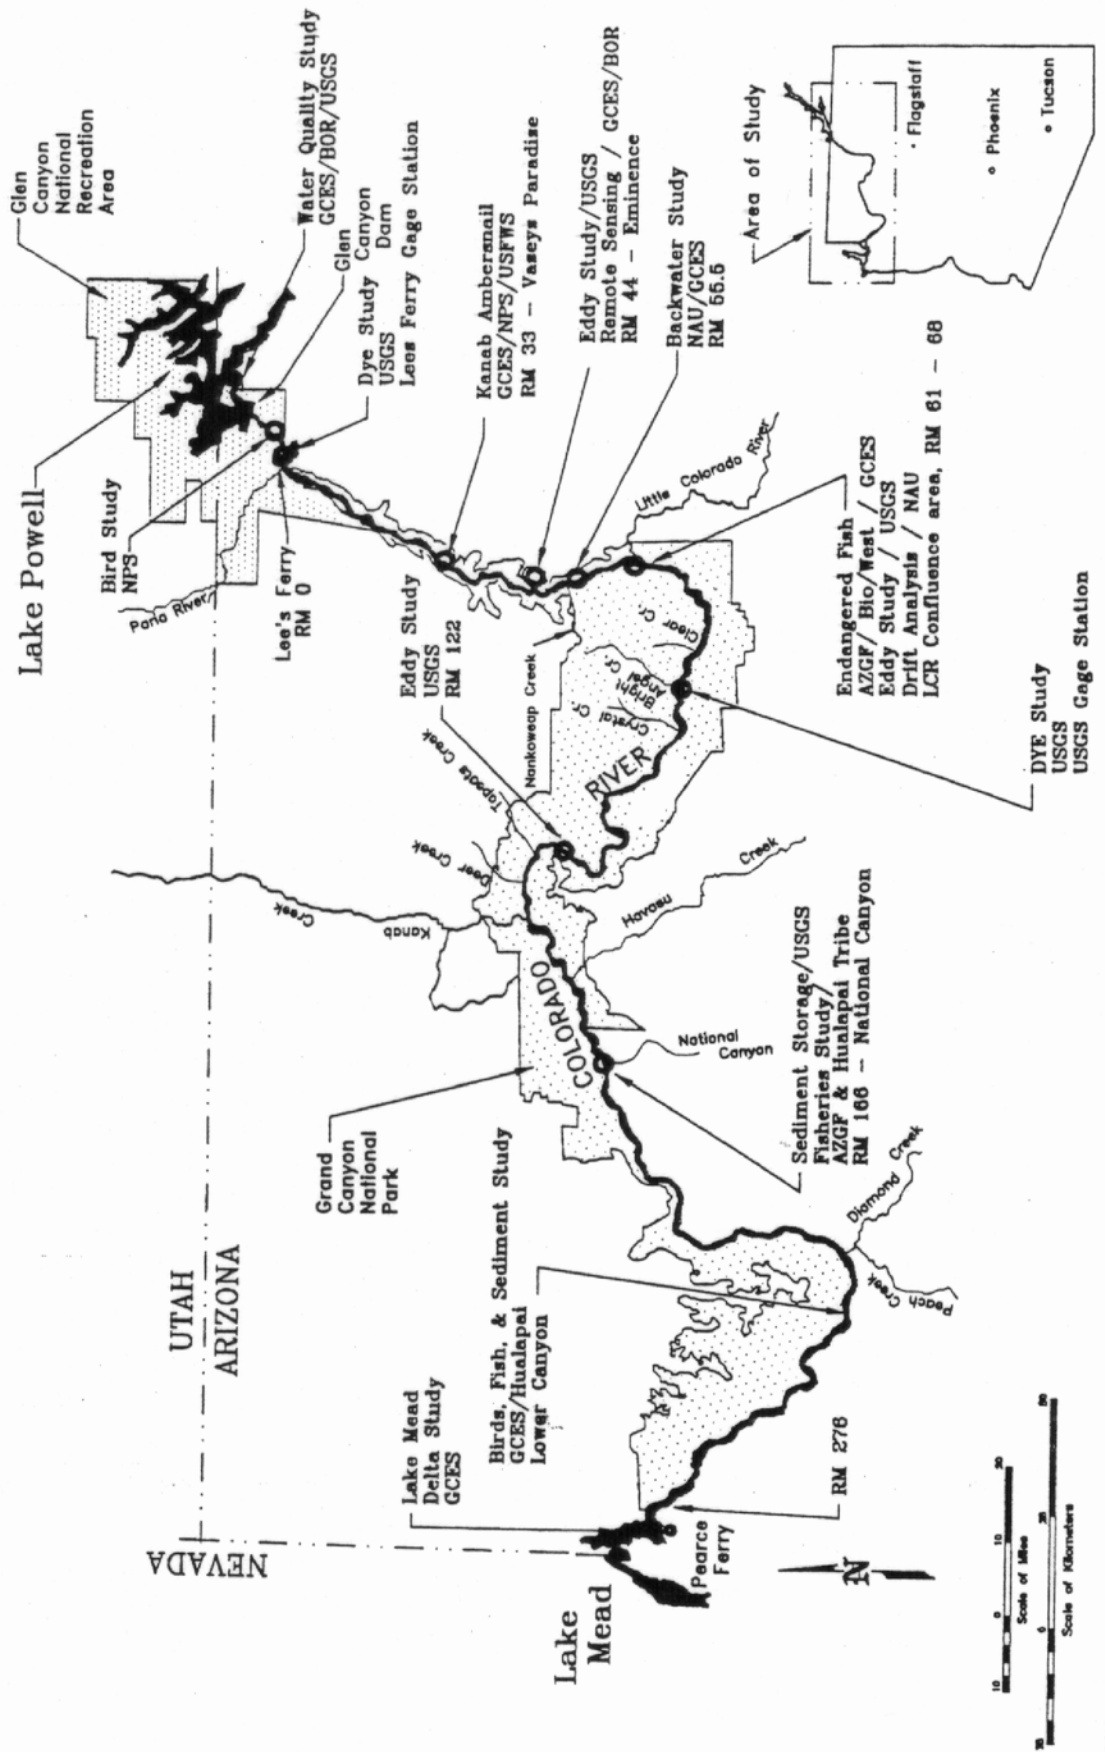 Lake Powell
Glen
Canyon
National
Recreation
Area
Water Quality Study
GCES/BOR/USGS
Glen
Canyon
Dam
Dye Study
USGS
Lees Ferry Gage Station
Bird Study
NPS
Paria River
Lee's Ferry
RM 0
Kanab Ambersnail
GCES/NPS/USFWS
RM 33 - Vaseys Paradise
Eddy Study/USGS
Remote Sensing / GCES/BOR
RM 44 - Eminence
Backwater Study
NAU/GCES
RM 55.5
Little Colorado River
Endangered Fish
AZGF/ Bio/West / GCES
Eddy Study / USGS
Drift Analysis / NAU
LCR Confluence area, RM 61 - 68
Eddy Study
USGS
RM 122
Nankoweap Creek
Tapeats Creek
Deer Creek
Clear Cr.
Bright
Angel
Cr.
Crystal Cr.
COLORADO
RIVER
DYE Study
USGS
USGS Gage Station
Kanab
Creek
Havasu Creek
National
Canyon
Grand
Canyon
National
Park
Sediment Storage/USGS
Fisheries Study/
AZGF & Hualapai Tribe
RM 166 - National Canyon
Diamond Creek
Peach Creek
Birds, Fish, & Sediment Study
GCES/Hualapai
Lower Canyon
Lake Mead
Delta Study
GCES
RM 276
Pearce
Ferry
Lake
Mead
UTAH
ARIZONA
NEVADA
N
Area of Study
Flagstaff
Phoenix
Tucson
10 0 10 20
Scale of Miles
Scale of Kilometers